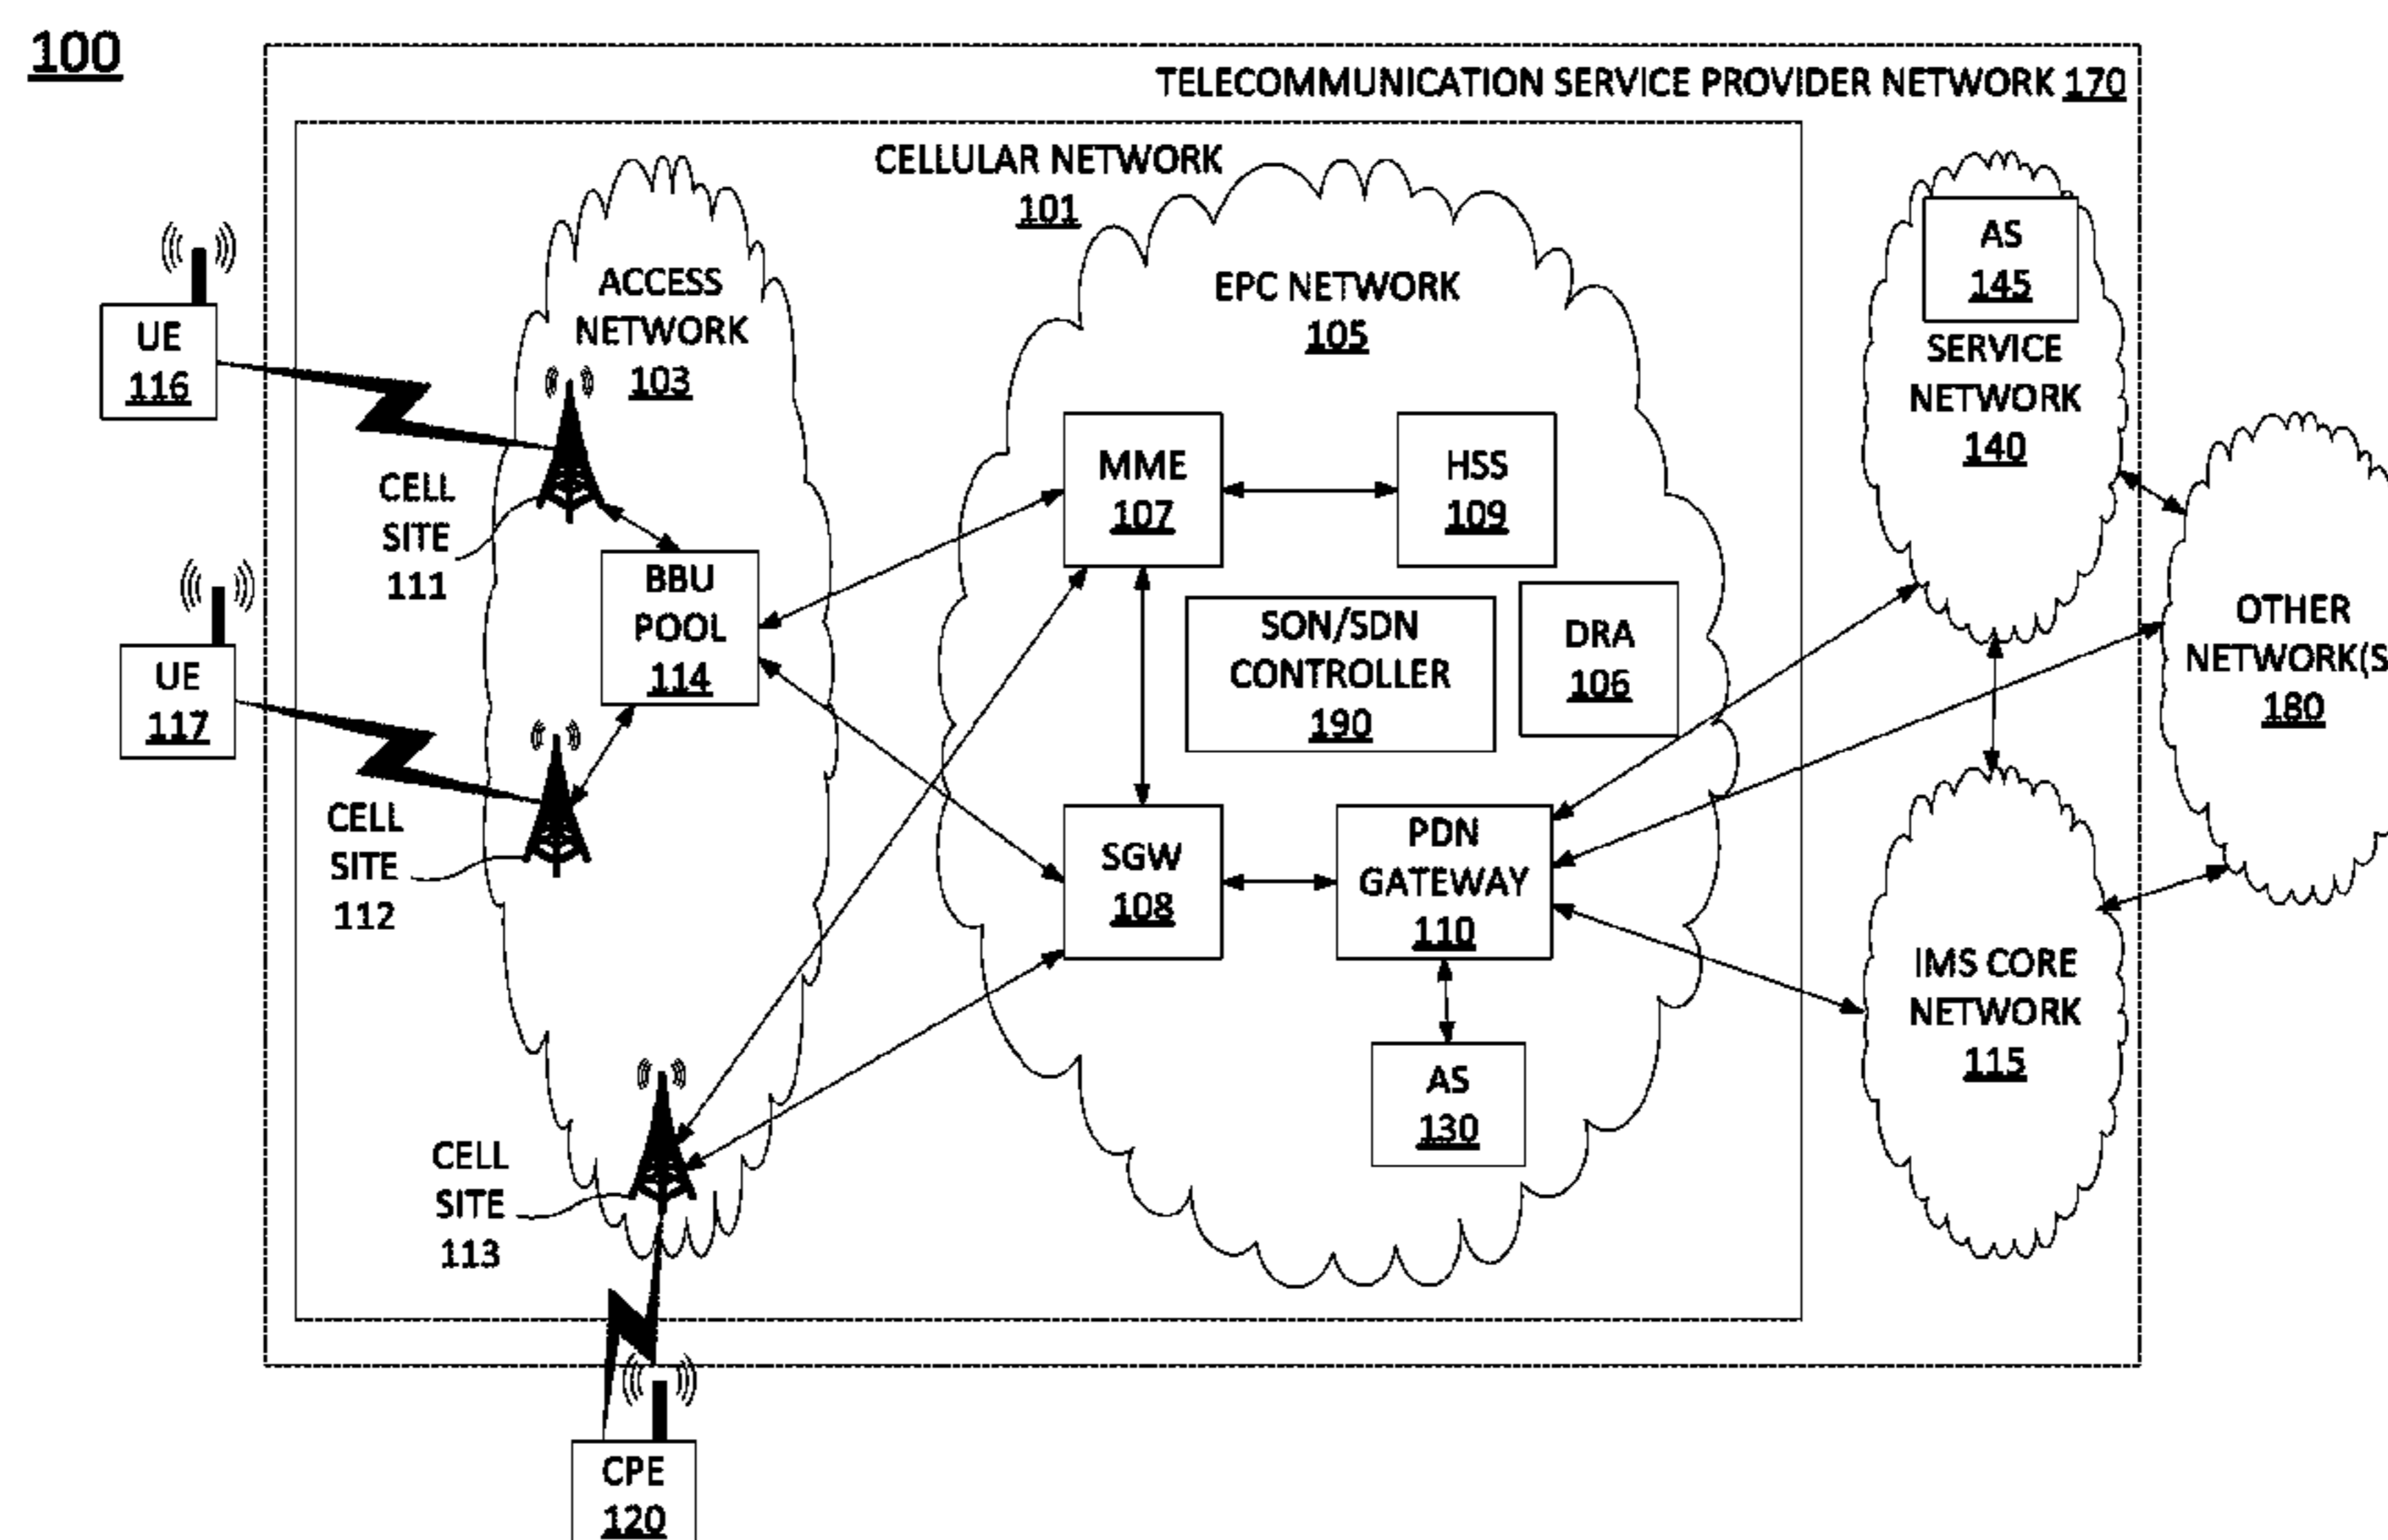 100
TELECOMMUNICATION SERVICE PROVIDER NETWORK 170
CELLULAR NETWORK
101
ACCESS
NETWORK
103
EPC NETWORK
105
AS
145
SERVICE
NETWORK
140
UE
116
CELL
SITE
111
MME
107
HSS
109
BBU
POOL
114
SON/SDN
CONTROLLER
190
DRA
106
OTHER
NETWORK(S
180
UE
117
CELL
SITE
112
SGW
108
PDN
GATEWAY
110
IMS CORE
NETWORK
115
AS
130
CELL
SITE
113
CPE
120